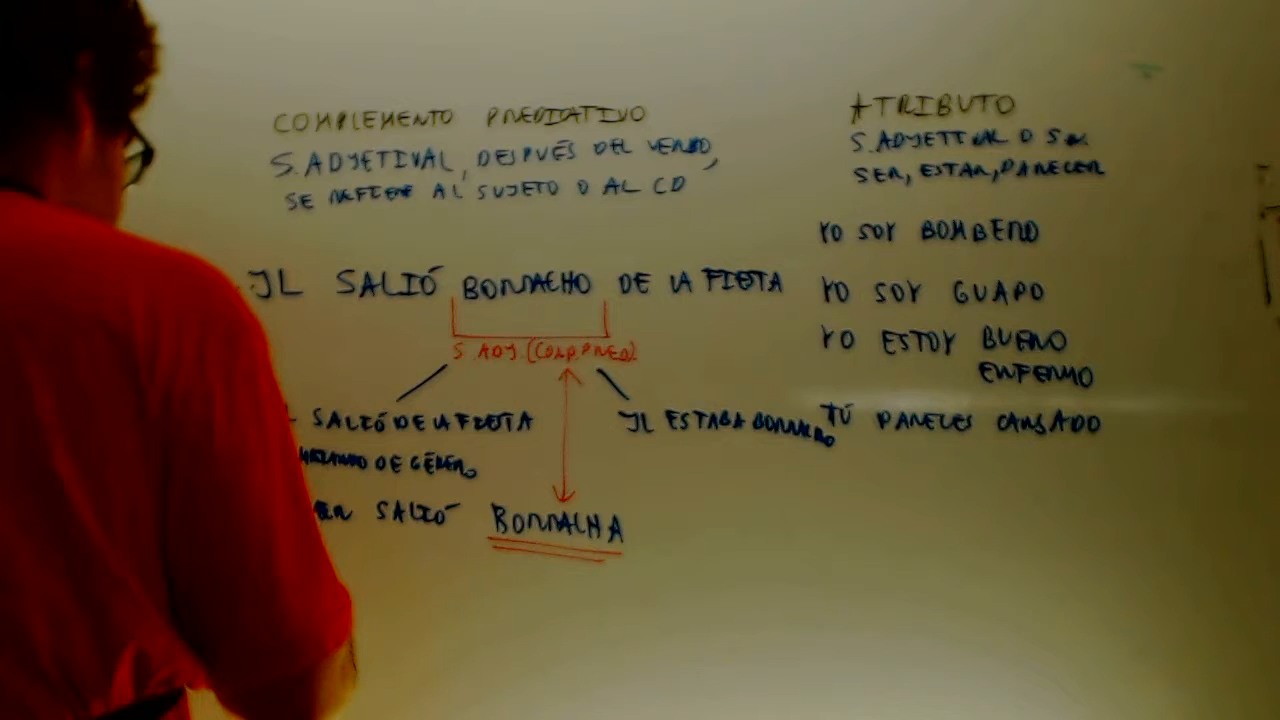 COMPLEMENTO PREDICATIVO
S. ADJETIVAL, DESPUÉS DEL VERBO,
SE REFIERE AL SUJETO O AL CD
JL SALIÓ BORRACHO DE LA FIESTA
S. ADJ. (COMP. PRED.)
SALIÓ DE LA FIESTA
JL ESTABA BORRACHO
DE GÉNERO
SALIÓ BORRACHA
ATRIBUTO
S. ADJETIVAL O S.
SER, ESTAR, PARECER
YO SOY BOMBERO
YO SOY GUAPO
YO ESTOY BUENO
ENFERMO
TÚ PARECES CANSADO